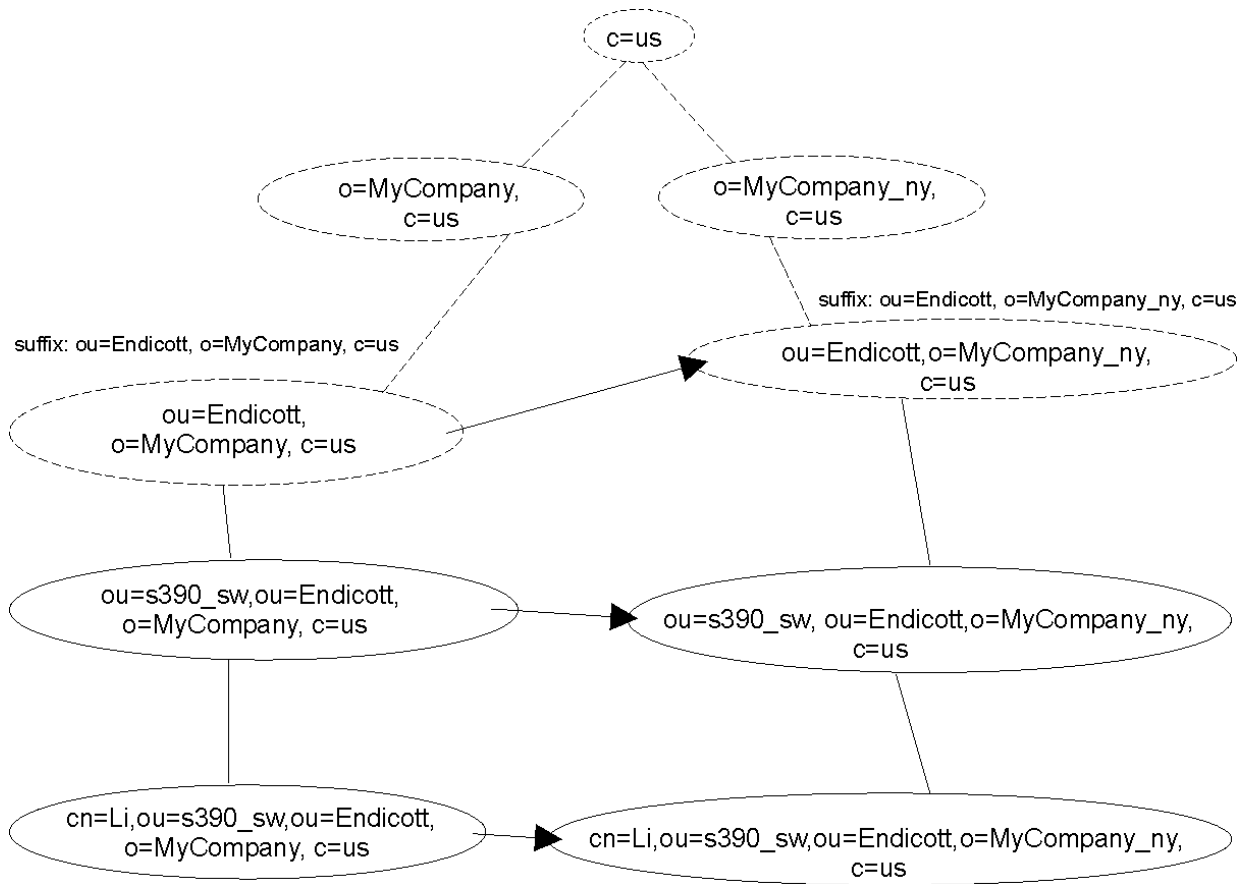 c=us
o=MyCompany,
c=us
o=MyCompany_ny,
c=us
suffix: ou=Endicott, o=MyCompany_ny, c=us
suffix: ou=Endicott, o=MyCompany, c=us
ou=Endicott,o=MyCompany_ny,
c=us
ou=Endicott,
o=MyCompany, c=us
ou=s390_sw,ou=Endicott,
o=MyCompany, c=us
ou=s390_sw, ou=Endicott,o=MyCompany_ny,
c=us
cn=Li,ou=s390_sw,ou=Endicott,
o=MyCompany, c=us
cn=Li,ou=s390_sw,ou=Endicott,o=MyCompany_ny,
c=us